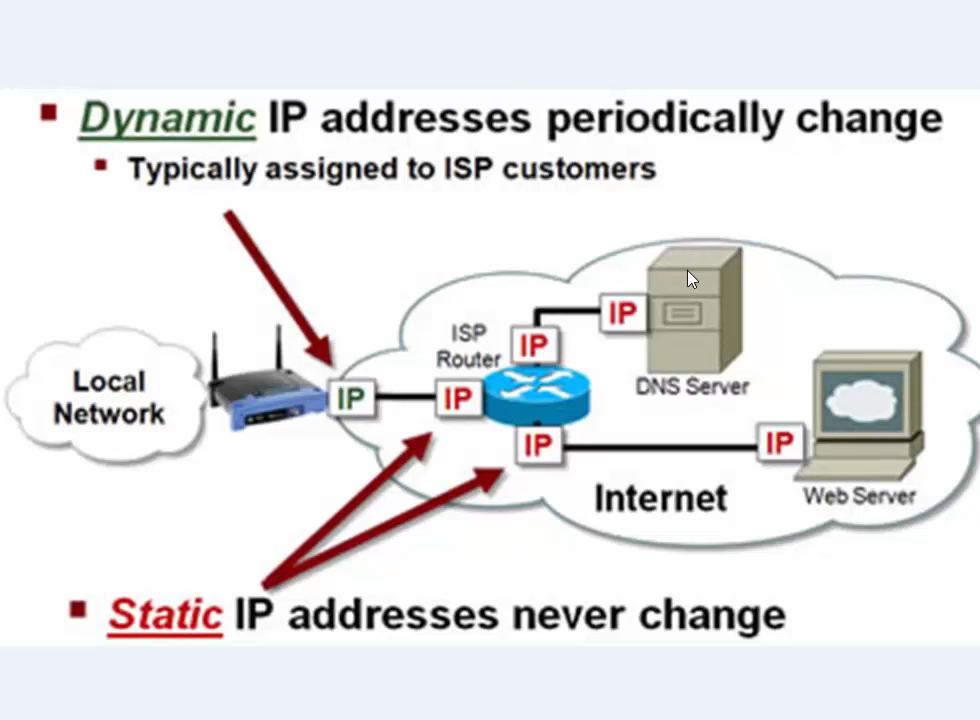 Dynamic IP addresses periodically change
Typically assigned to ISP customers
ISP
Router
IP
IP
DNS Server
Local
Network
IP
IP
IP
IP
Internet
Web Server
Static IP addresses never change